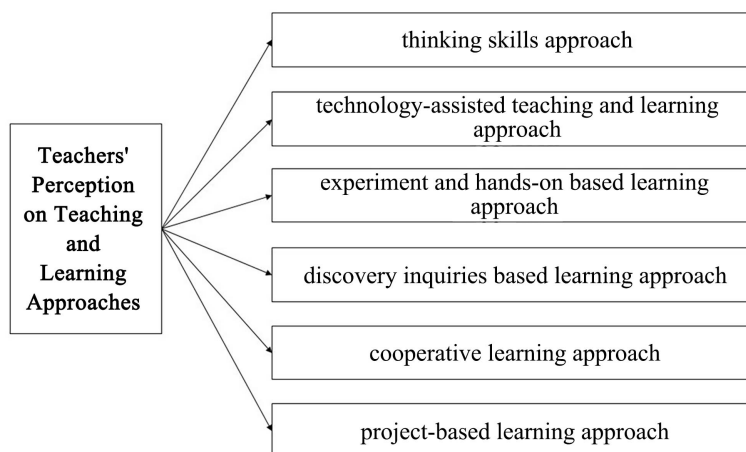 Teachers'
Perception
on Teaching
and
Learning
Approaches
thinking skills approach
technology-assisted teaching and learning
approach
experiment and hands-on based learning
approach
discovery inquiries based learning approach
cooperative learning approach
project-based learning approach